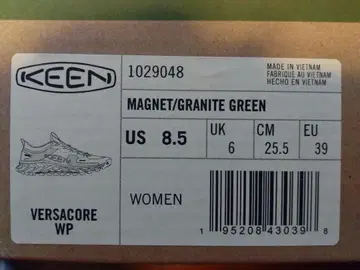 KEEN
1029048
MADE IN VIETNAM
FABRIQUÉ AU VIETNAM
HECHO EN VIETNAM
MAGNET/GRANITE GREEN
US 8.5
UK 6
CM 25.5
EU 39
VERSACORE
WP
WOMEN
1 95208 43039 8